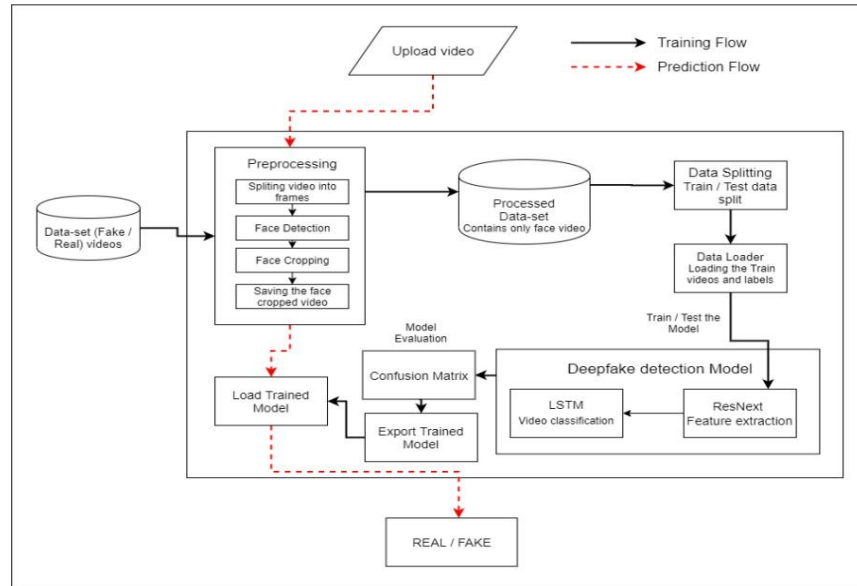 Upload video
Training Flow
Prediction Flow
Preprocessing
Spliting video into
frames
Face Detection
Face Cropping
Saving the face
cropped video
Data-set (Fake /
Real) videos
Processed
Data-set
Contains only face video
Data Splitting
Train / Test data
split
Data Loader
Loading the Train
videos and labels
Train / Test the
Model
Deepfake detection Model
ResNext
Feature extraction
LSTM
Video classification
Model
Evaluation
Confusion Matrix
Export Trained
Model
Load Trained
Model
REAL / FAKE